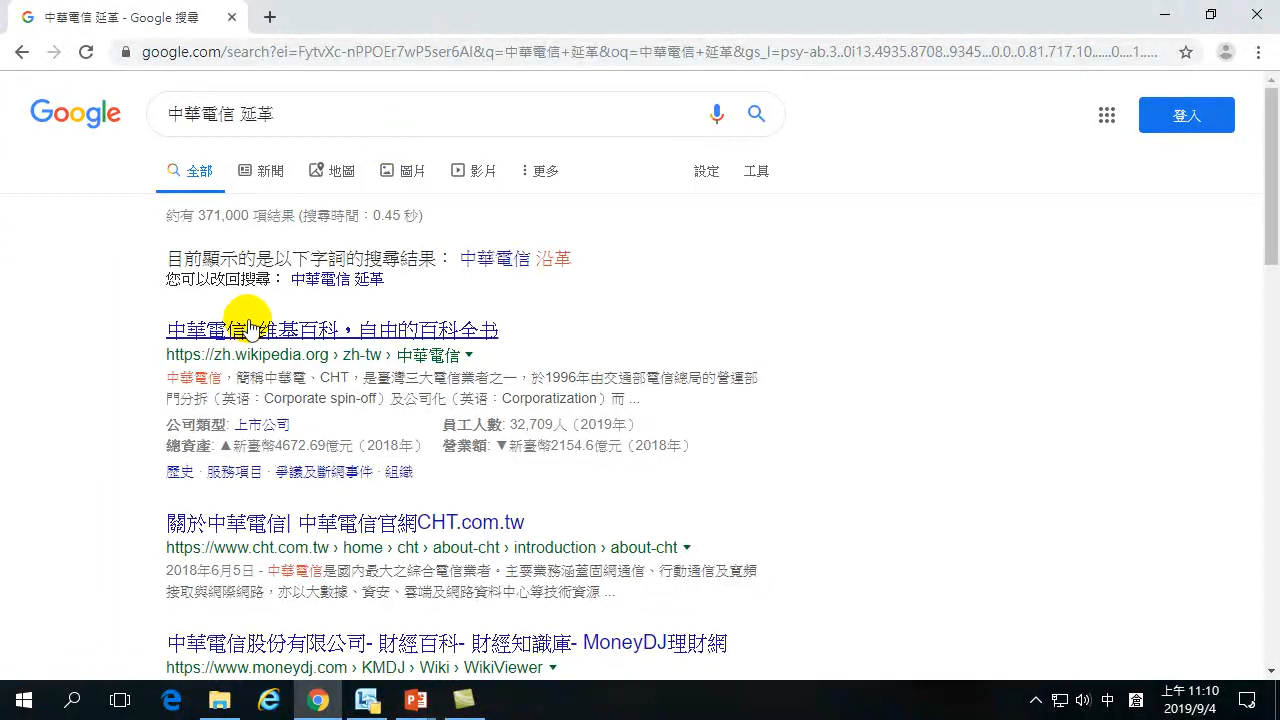 中華電信 延革 - Google 搜尋
google.com/search?ei=FytvXc-nPPOEr7wP5ser6AI&q=中華電信+延革&oq=中華電信+延革&gs_l=psy-ab.3..0i13.4935.8708..9345...0.0..0.81.717.10......0....1....
Google
中華電信 延革
登入
全部 新聞 地圖 圖片 影片 更多 設定 工具
約有 371,000 項結果 (搜尋時間：0.45 秒)
目前顯示的是以下字詞的搜尋結果： 中華電信 沿革
您可以改回搜尋： 中華電信 延革
中華電信 維基百科，自由的百科全书
https://zh.wikipedia.org › zh-tw › 中華電信
中華電信，簡稱中華電、CHT，是臺灣三大電信業者之一，於1996年由交通部電信總局的營運部
門分拆（英语：Corporate spin-off）及公司化（英语：Corporatization）而 ...
公司類型: 上市公司 員工人數: 32,709人（2019年）
總資產: ▲新臺幣4672.69億元（2018年） 營業額: ▼新臺幣2154.6億元（2018年）
歷史 · 服務項目 · 爭議及斷網事件 · 組織
關於中華電信| 中華電信官網CHT.com.tw
https://www.cht.com.tw › home › cht › about-cht › introduction › about-cht
2018年6月5日 - 中華電信是國內最大之綜合電信業者。主要業務涵蓋固網通信、行動通信及寬頻
接取與網際網路，亦以大數據、資安、雲端及網路資料中心等技術資源 ...
中華電信股份有限公司- 財經百科- 財經知識庫- MoneyDJ理財網
https://www.moneydj.com › KMDJ › Wiki › WikiViewer
中
上午 11:10
2019/9/4